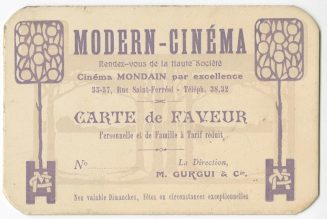 MODERN-CINÉMA
Rendez-vous de la Haute Société
Cinéma MONDAIN par excellence
33-37, Rue Saint-Ferréol - Téléph. 38,32
CARTE de FAVEUR
Personnelle et de Famille à Tarif réduit
No
La Direction,
M. GURGUI & Cie.
Non valable Dimanches, Fêtes ou circonstances exceptionnelles